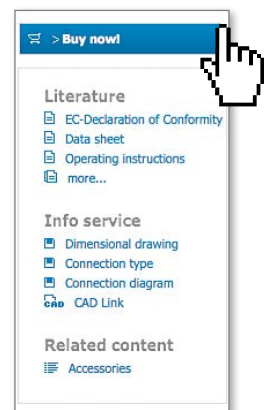 > Buy now!
Literature
EC-Declaration of Conformity
Data sheet
Operating instructions
more...
Info service
Dimensional drawing
Connection type
Connection diagram
CAD CAD Link
Related content
Accessories